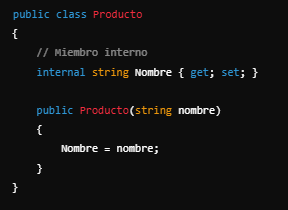 public class Producto
{
    // Miembro interno
    internal string Nombre { get; set; }

    public Producto(string nombre)
    {
        Nombre = nombre;
    }
}